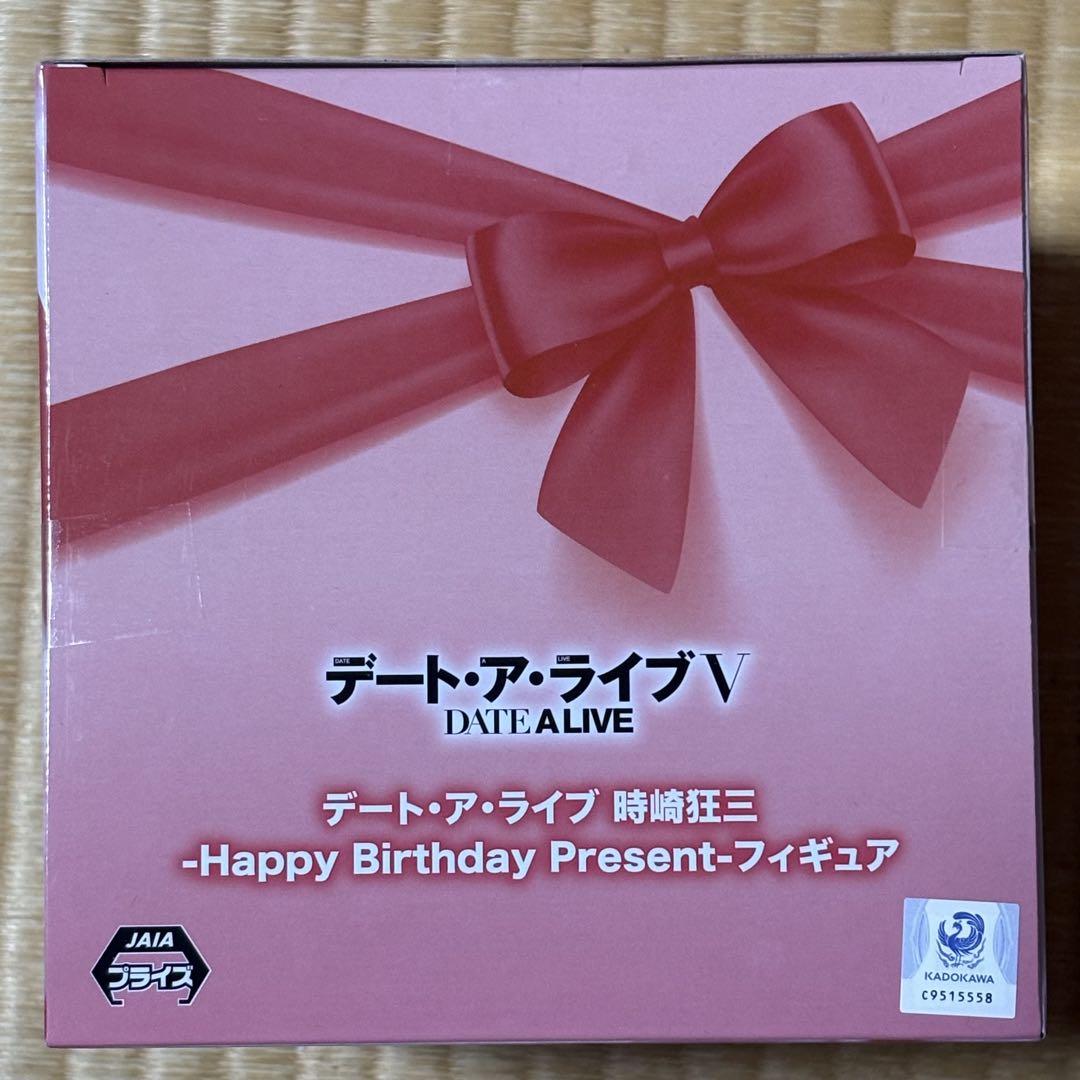 DATE A LIVE
デート・ア・ライブV
DATE A LIVE
デート・ア・ライブ 時崎狂三
-Happy Birthday Present-フィギュア
JAIA
プライズ
KADOKAWA
C9515558